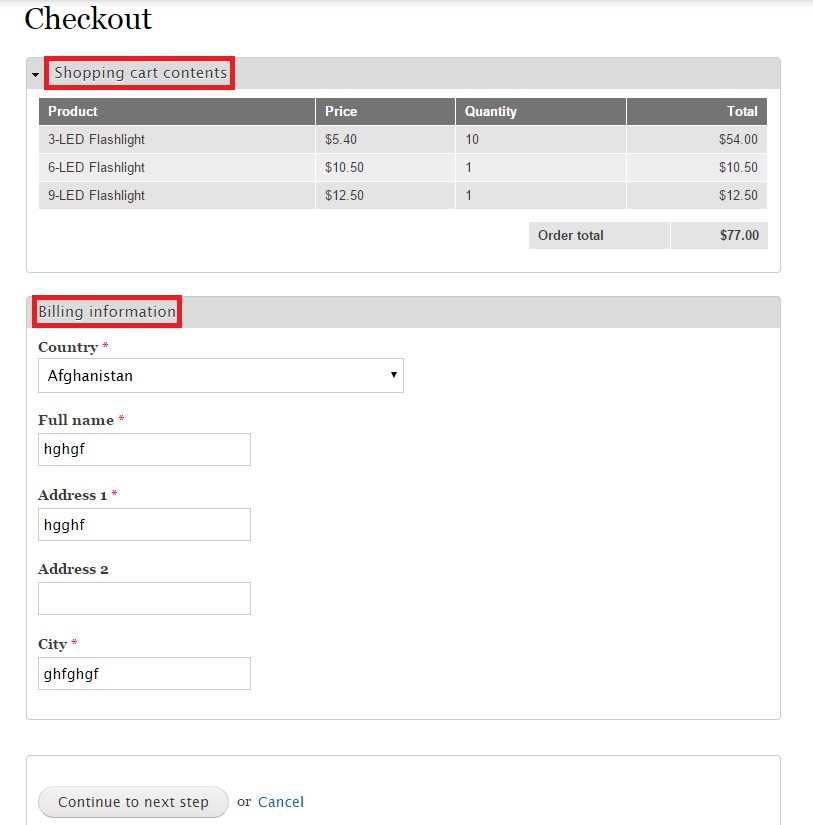 Checkout
Shopping cart contents
Product Price Quantity Total
3-LED Flashlight $5.40 10 $54.00
6-LED Flashlight $10.50 1 $10.50
9-LED Flashlight $12.50 1 $12.50
Order total $77.00
Billing information
Country *
Afghanistan
Full name *
hghgf
Address 1 *
hgghf
Address 2
City *
ghfghgf
Continue to next step or Cancel